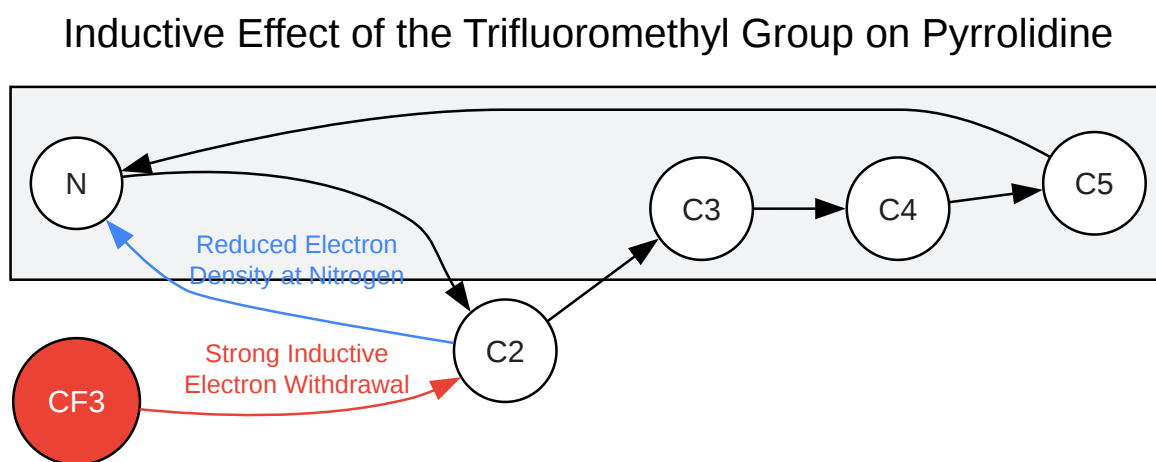 Inductive Effect of the Trifluoromethyl Group on Pyrrolidine
N
C3
C4
C5
Reduced Electron
Density at Nitrogen
C2
Strong Inductive
Electron Withdrawal
CF3